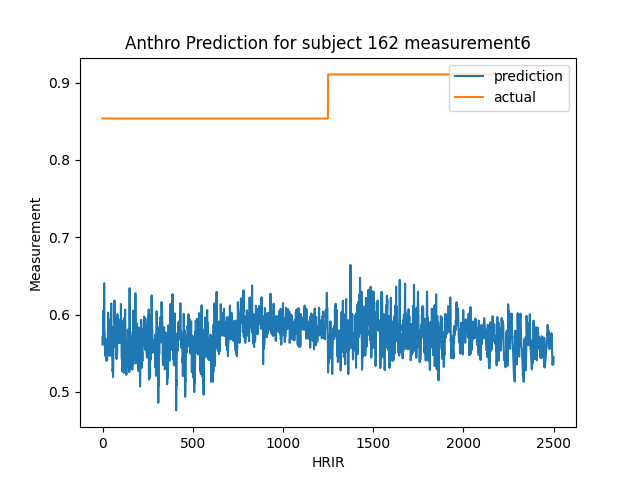 Anthro Prediction for subject 162 measurement6
prediction
actual
0.9
0.8
0.7
0.6
0.5
Measurement
0
500
1000
1500
2000
2500
HRIR